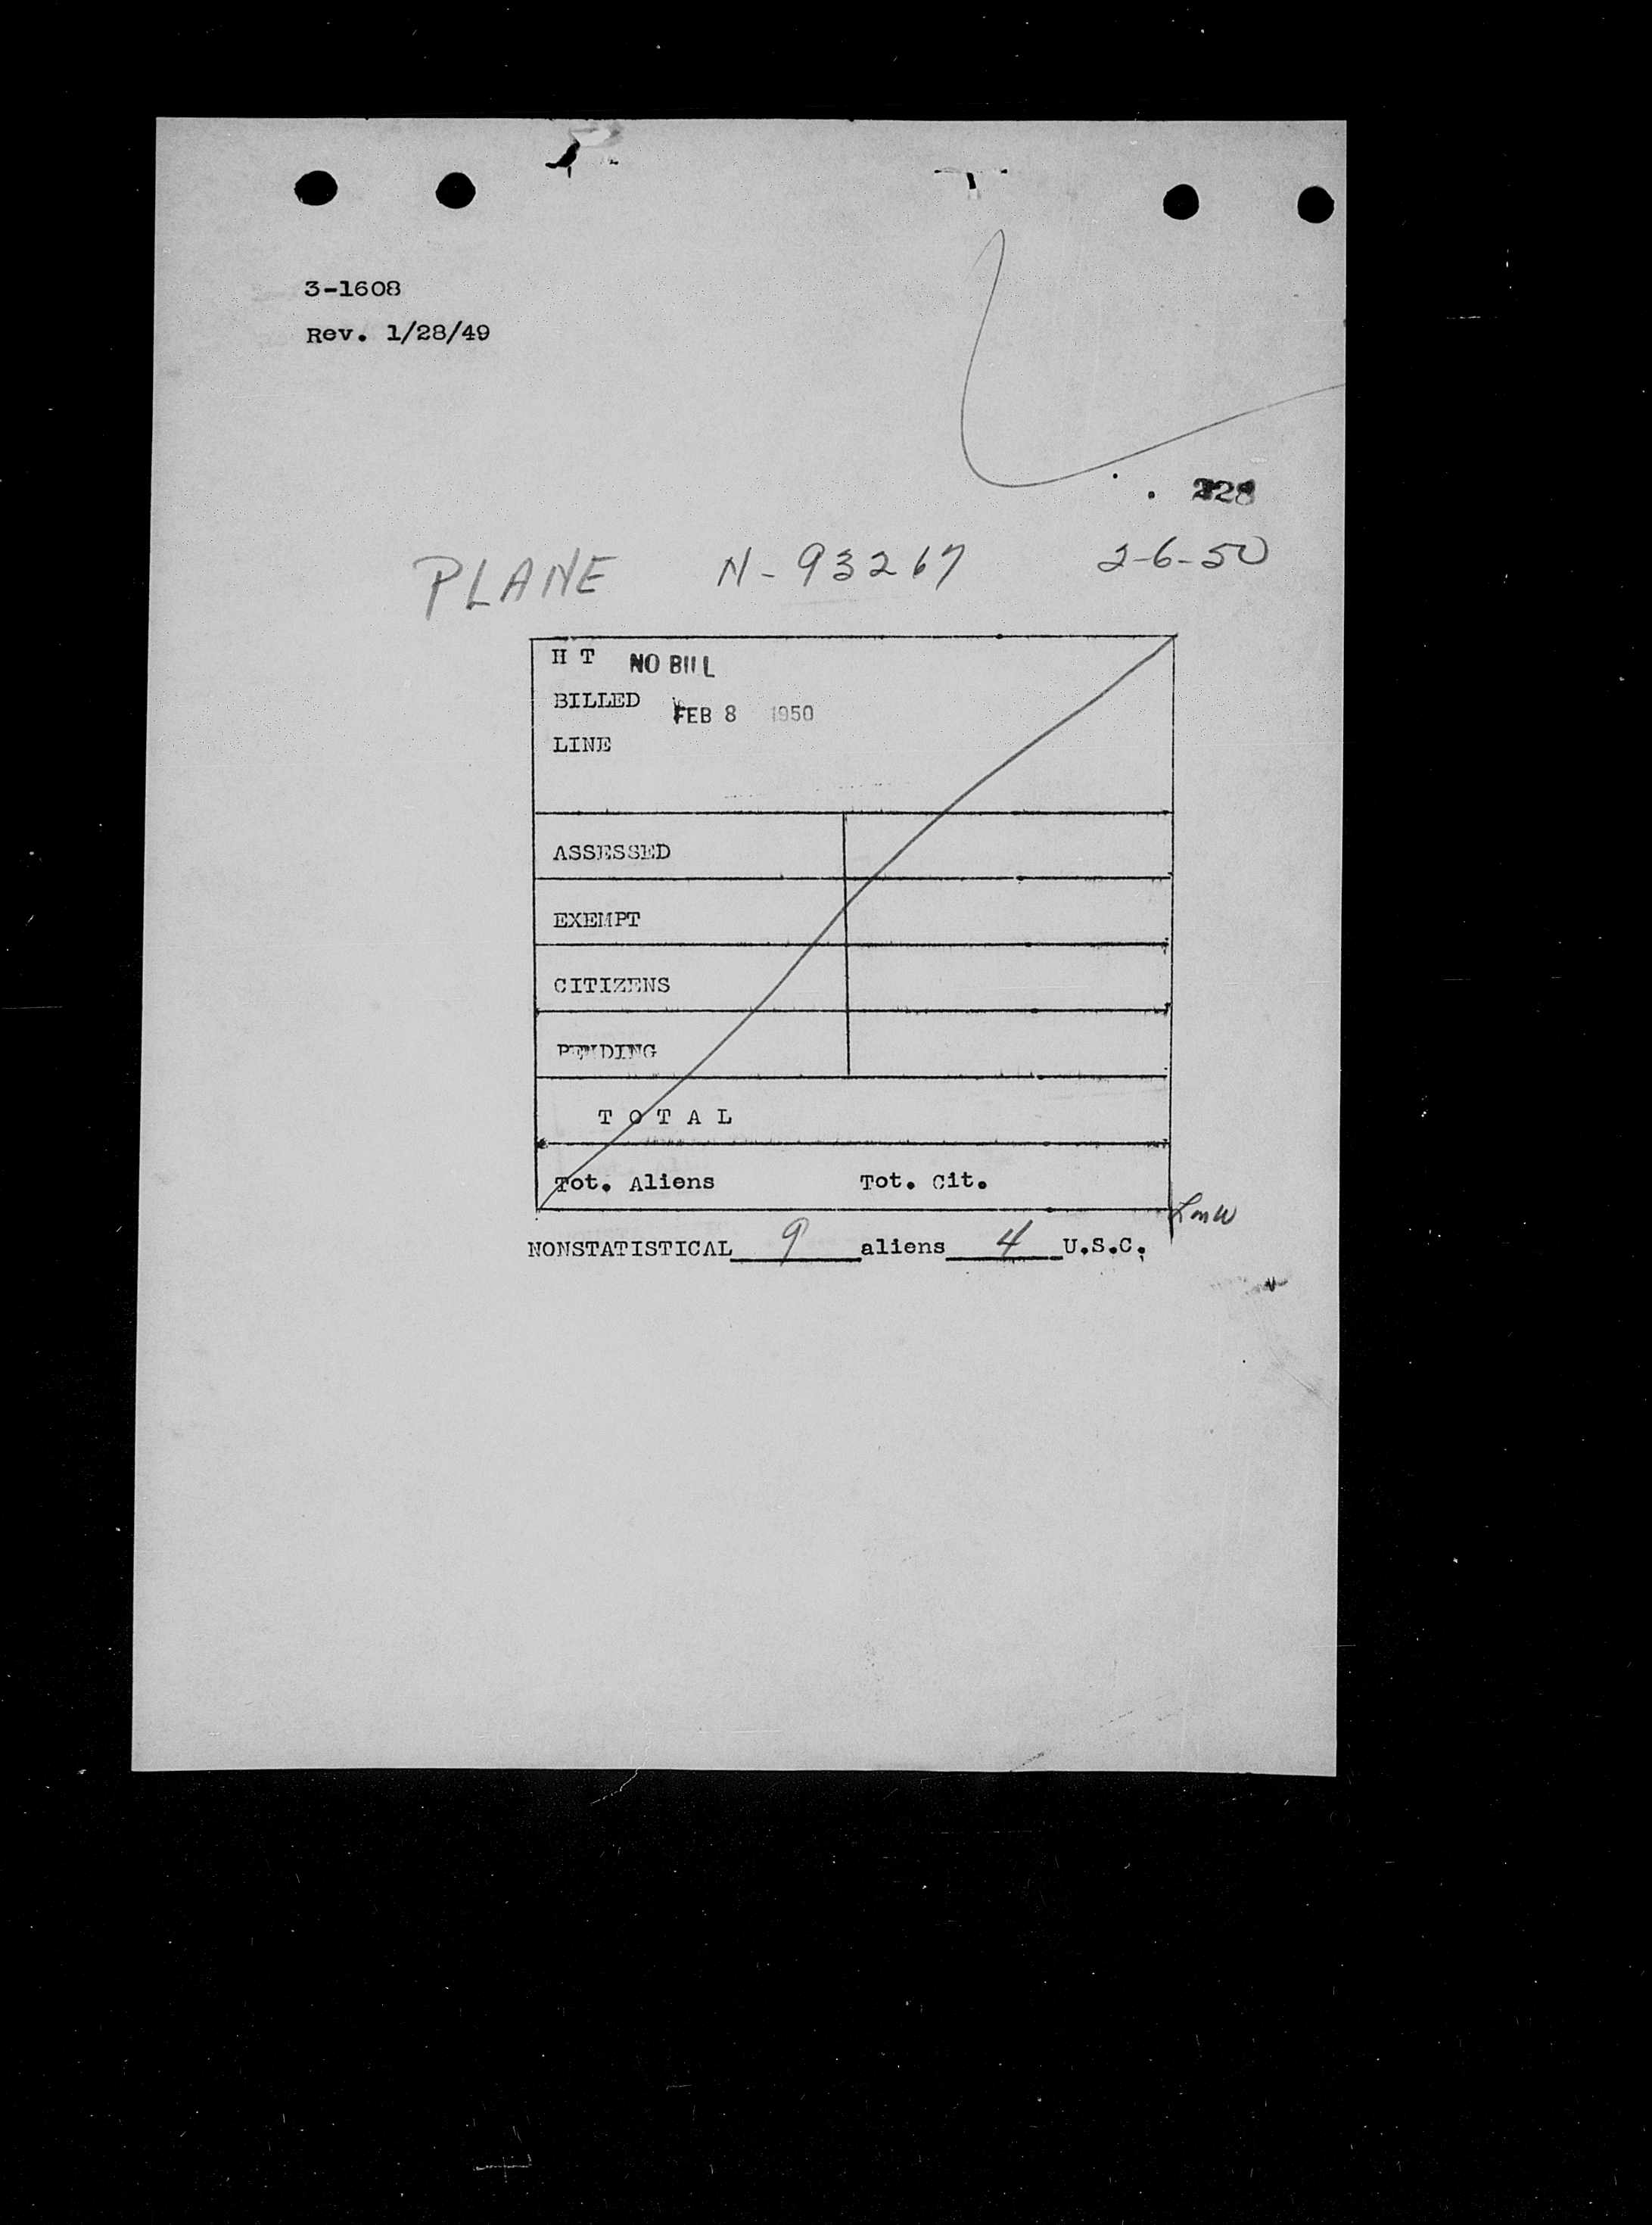 3-1608
Rev. 1/28/49
228
PLANE N-93267 2-6-50
H T NO BILL
BILLED FEB 8 1950
LINE
ASSESSED
EXEMPT
CITIZENS
PENDING
T O T A L
Tot. Aliens Tot. Cit.
LMW
NONSTATISTICAL 9 aliens 4 U.S.C.